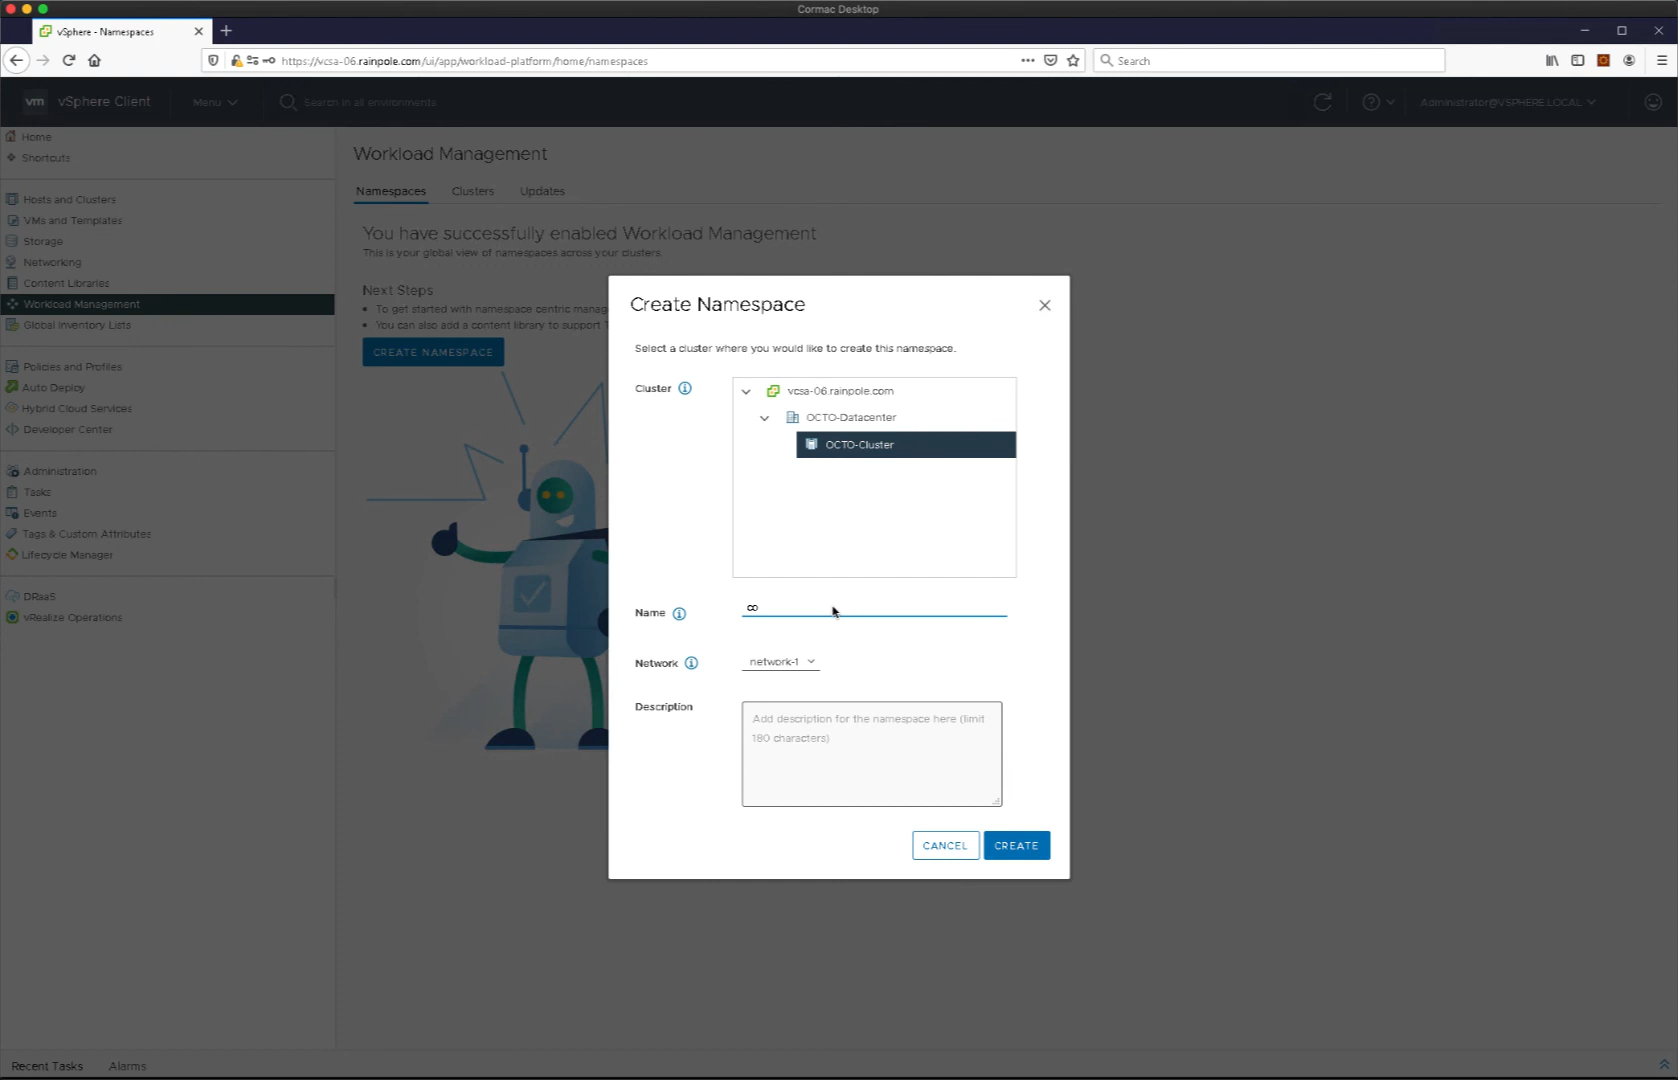 Cormac Desktop
vSphere - Namespaces
https://vcsa-06.rainpole.com/ui/app/workload-platform/home/namespaces
Search
vm vSphere Client
Menu
Search in all environments
Administrator@VSPHERE.LOCAL
Home
Shortcuts
Hosts and Clusters
VMs and Templates
Storage
Networking
Content Libraries
Workload Management
Global Inventory Lists
Policies and Profiles
Auto Deploy
Hybrid Cloud Services
Developer Center
Administration
Tasks
Events
Tags & Custom Attributes
Lifecycle Manager
DRaaS
vRealize Operations
Workload Management
Namespaces Clusters Updates
You have successfully enabled Workload Management
This is your global view of namespaces across your clusters.
Next Steps
To get started with namespace centric manag
You can also add a content library to support T
CREATE NAMESPACE
Create Namespace
Select a cluster where you would like to create this namespace.
Cluster
vcsa-06.rainpole.com
OCTO-Datacenter
OCTO-Cluster
Name
co
Network
network-1
Description
Add description for the namespace here (limit
180 characters)
CANCEL CREATE
Recent Tasks Alarms